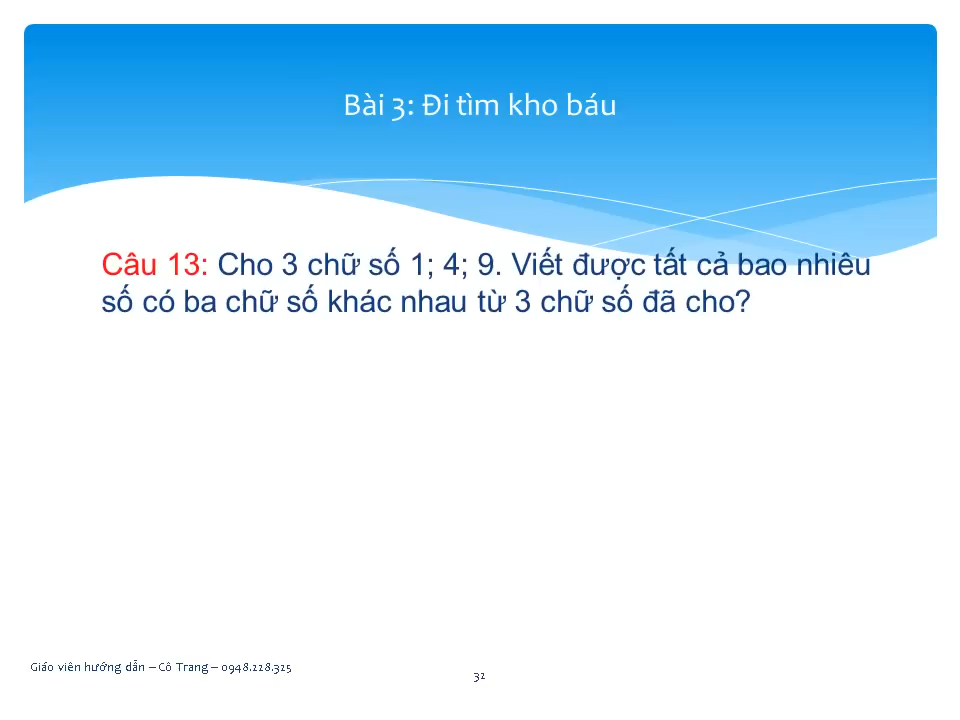 Bài 3: Đi tìm kho báu
Câu 13: Cho 3 chữ số 1; 4; 9. Viết được tất cả bao nhiêu
số có ba chữ số khác nhau từ 3 chữ số đã cho?
Giáo viên hướng dẫn – Cô Trang – 0948.228.325
32